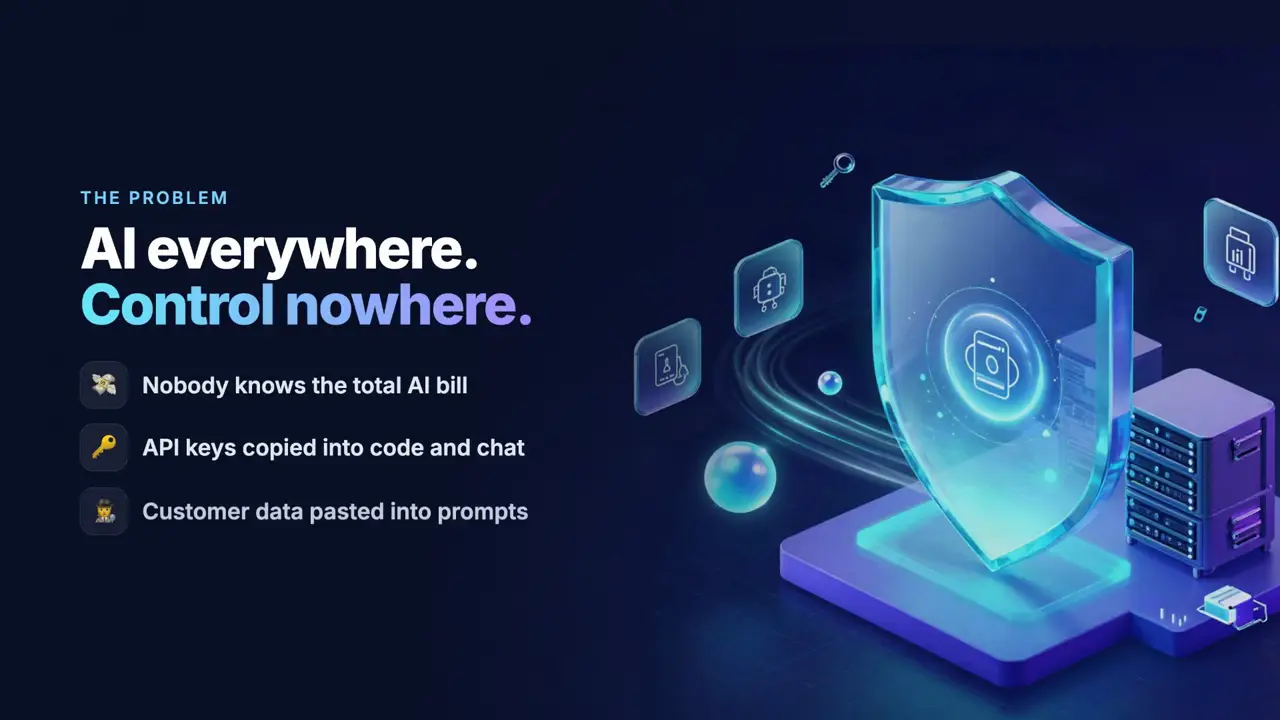 THE PROBLEM
AI everywhere.
Control nowhere.
Nobody knows the total AI bill
API keys copied into code and chat
Customer data pasted into prompts